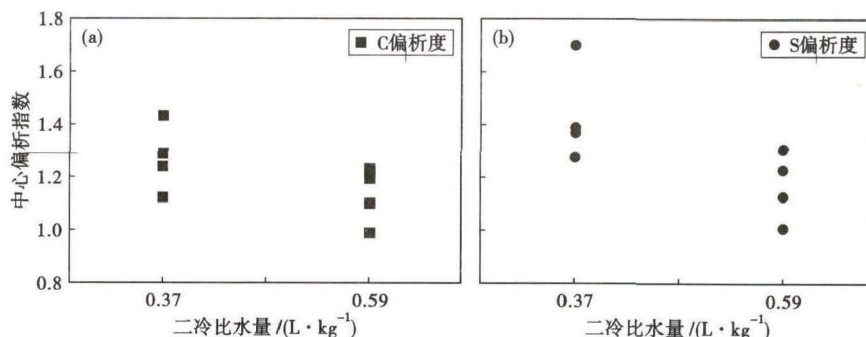 中心偏析指数
1.8
1.6
1.4
1.2
1.0
0.8
(a)
C偏析度
0.37
0.59
二冷比水量/(L·kg⁻¹)
(b)
S偏析度
0.37
0.59
二冷比水量/(L·kg⁻¹)